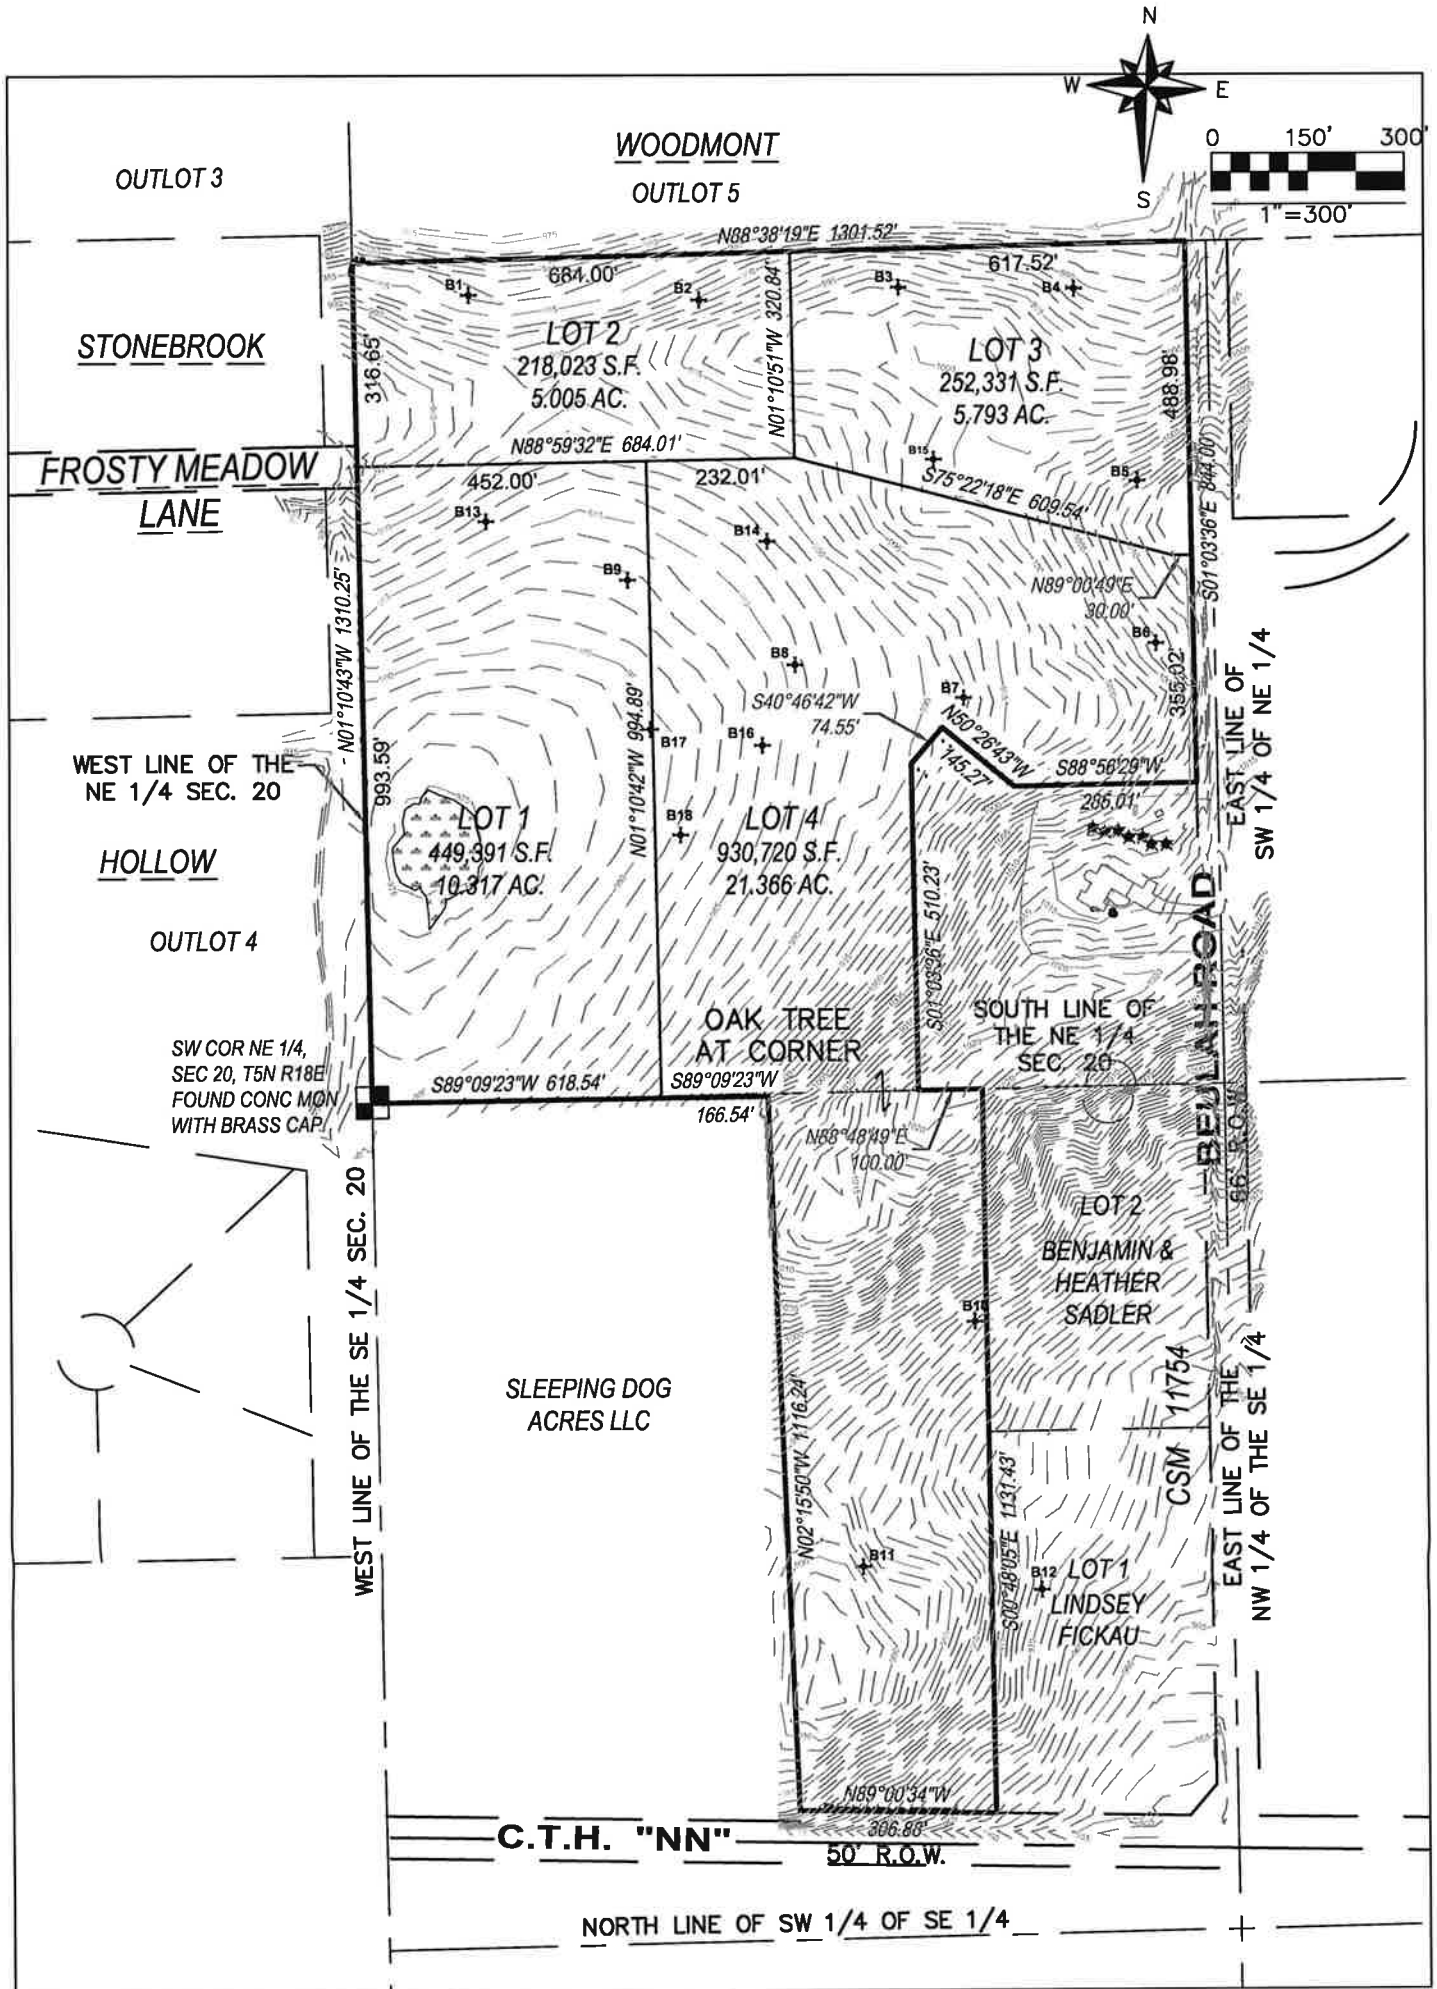 N
W
E
S
0 150' 300'
1"=300'
WOODMONT
OUTLOT 3
OUTLOT 5
N88°38'19"E 1301.52'
684.00'
617.52'
B1
B2
B3
B4
STONEBROOK
316.65'
LOT 2
218,023 S.F.
5.005 AC.
N01°10'51"W 320.84'
LOT 3
252,331 S.F.
5.793 AC.
488.98'
S01°03'36"E 844.00'
N88°59'32"E 684.01'
FROSTY MEADOW
LANE
452.00'
232.01'
B15
B5
S75°22'18"E 609.54'
B13
B14
B9
N89°00'49"E
30.00'
N01°10'43"W 1310.25'
B6
B8
B7
S40°46'42"W
74.55'
355.02'
EAST LINE OF
SW 1/4 OF NE 1/4
N01°10'42"W 994.89'
B17
B16
N50°26'43"W
145.27'
S88°56'29"W
286.01'
WEST LINE OF THE
NE 1/4 SEC. 20
993.59'
LOT 1
449,391 S.F.
10.317 AC.
B18
LOT 4
930,720 S.F.
21.366 AC.
HOLLOW
OUTLOT 4
S01°03'36"E 510.23'
BEULAH ROAD
66' R.O.W.
OAK TREE
AT CORNER
SOUTH LINE OF
THE NE 1/4
SEC. 20
SW COR NE 1/4,
SEC 20, T5N R18E
FOUND CONC MON
WITH BRASS CAP.
S89°09'23"W 618.54'
S89°09'23"W
166.54'
N88°48'49"E
100.00'
WEST LINE OF THE SE 1/4 SEC. 20
LOT 2
BENJAMIN &
HEATHER
SADLER
B10
SLEEPING DOG
ACRES LLC
N02°15'50"W 1116.24'
S00°48'05"E 1131.43'
CSM 11754
EAST LINE OF THE
NW 1/4 OF THE SE 1/4
B11
B12
LOT 1
LINDSEY
FICKAU
N89°00'34"W
306.86'
C.T.H. "NN"
50' R.O.W.
NORTH LINE OF SW 1/4 OF SE 1/4